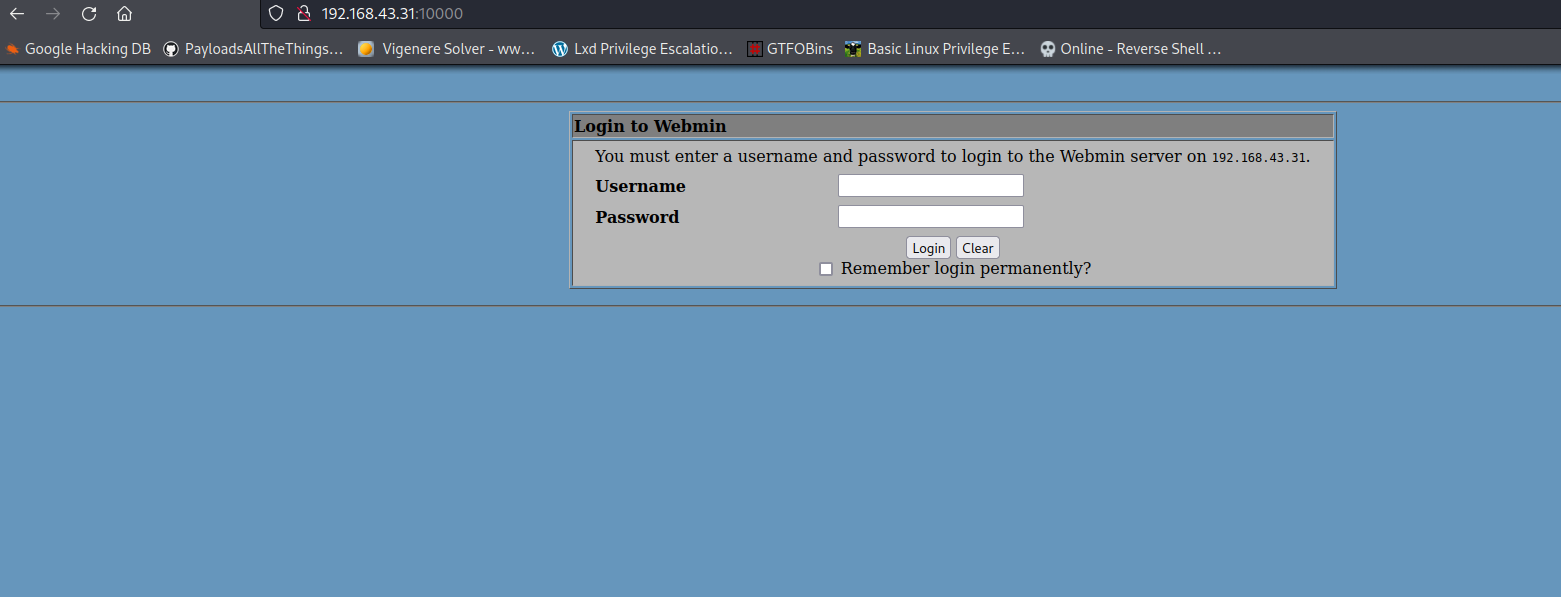 192.168.43.31:10000
Google Hacking DB PayloadsAllTheThings... Vigenere Solver - ww... Lxd Privilege Escalatio... GTFOBins Basic Linux Privilege E... Online - Reverse Shell ...
Login to Webmin
You must enter a username and password to login to the Webmin server on 192.168.43.31.
Username
Password
Login Clear
Remember login permanently?